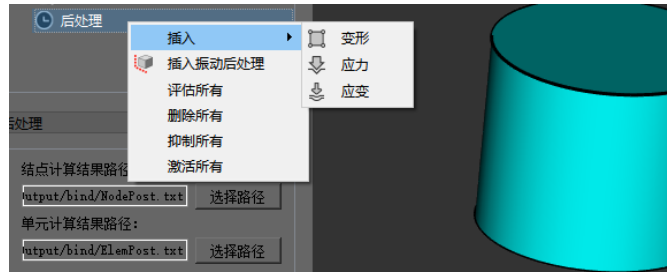 后处理
插入
变形
插入振动后处理
应力
评估所有
应变
删除所有
后处理
抑制所有
激活所有
结点计算结果路径
utput/bind/NodePost.txt 选择路径
单元计算结果路径:
utput/bind/ElemPost.txt 选择路径